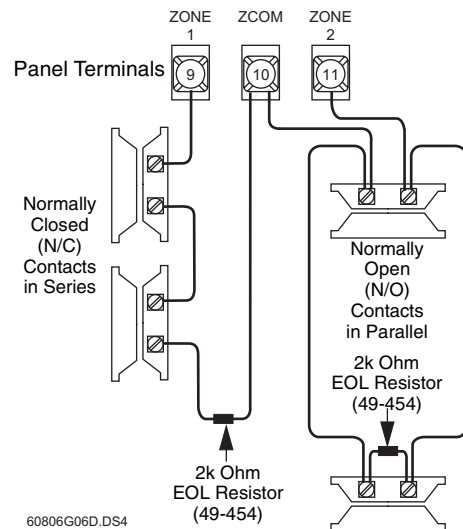 ZONE
1
ZCOM
ZONE
2
Panel Terminals
9
10
11
Normally
Closed
(N/C)
Contacts
in Series
Normally
Open
(N/O)
Contacts
in Parallel
2k Ohm
EOL Resistor
(49-454)
2k Ohm
EOL Resistor
(49-454)
60806G06D.DS4